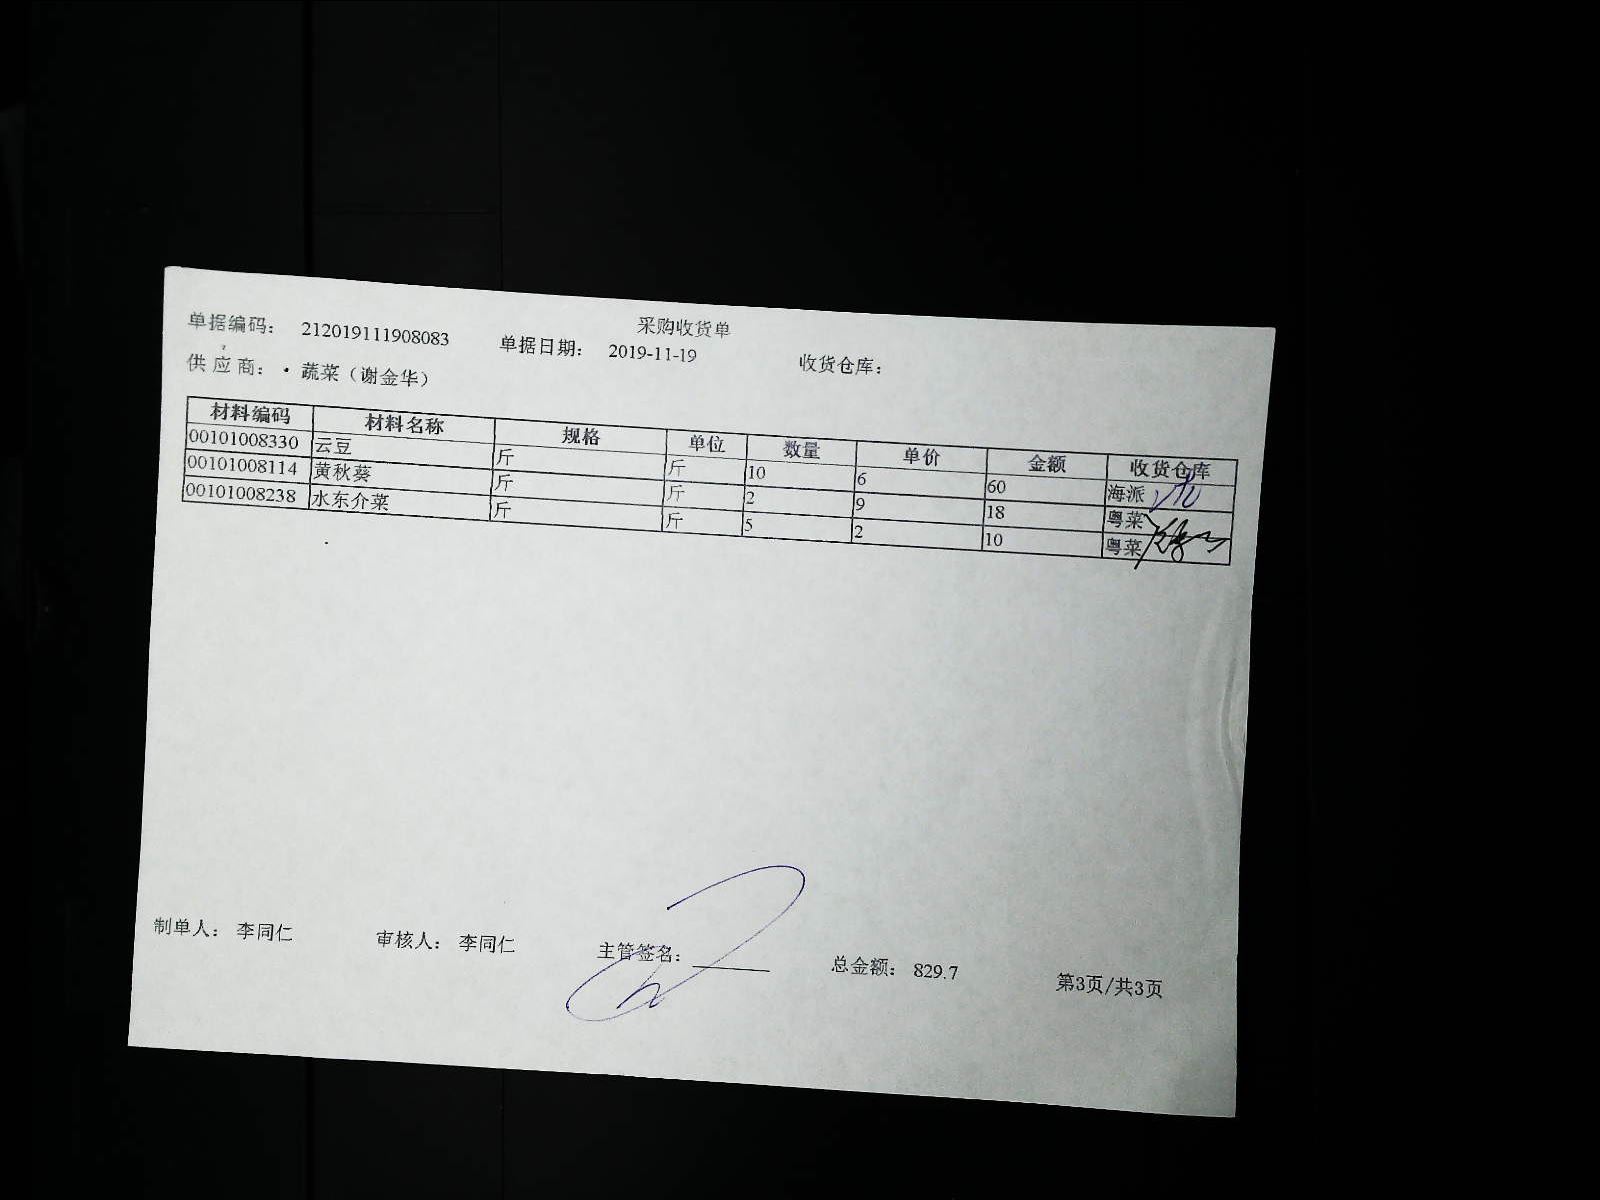 采购收货单
单据编码： 212019111908083 单据日期： 2019-11-19 收货仓库：
供应商： 蔬菜（谢金华）
材料编码 材料名称 规格 单位 数量 单价 金额 收货仓库
00101008330 云豆 斤 斤 10 6 60 海派
00101008114 黄秋葵 斤 斤 2 9 18 粤菜
00101008238 水东介菜 斤 斤 5 2 10 粤菜
制单人： 李同仁 审核人： 李同仁 主管签名： 总金额： 829.7 第3页/共3页